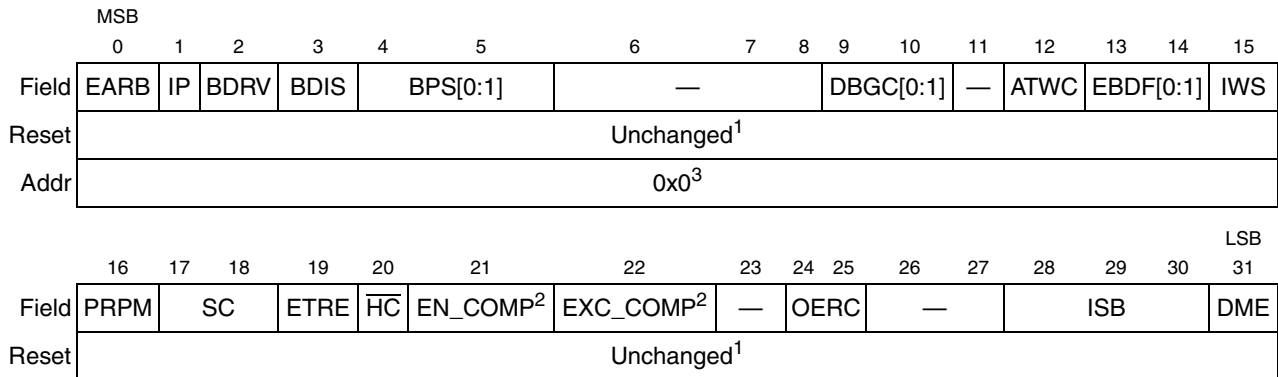 MSB
0 1 2 3 4 5 6 7 8 9 10 11 12 13 14 15
Field EARB IP BDRV BDIS BPS[0:1] — DBGC[0:1] — ATWC EBDF[0:1] IWS
Reset Unchanged1
Addr 0x03
LSB
16 17 18 19 20 21 22 23 24 25 26 27 28 29 30 31
Field PRPM SC ETRE HC EN_COMP2 EXC_COMP2 — OERC — ISB DME
Reset Unchanged1